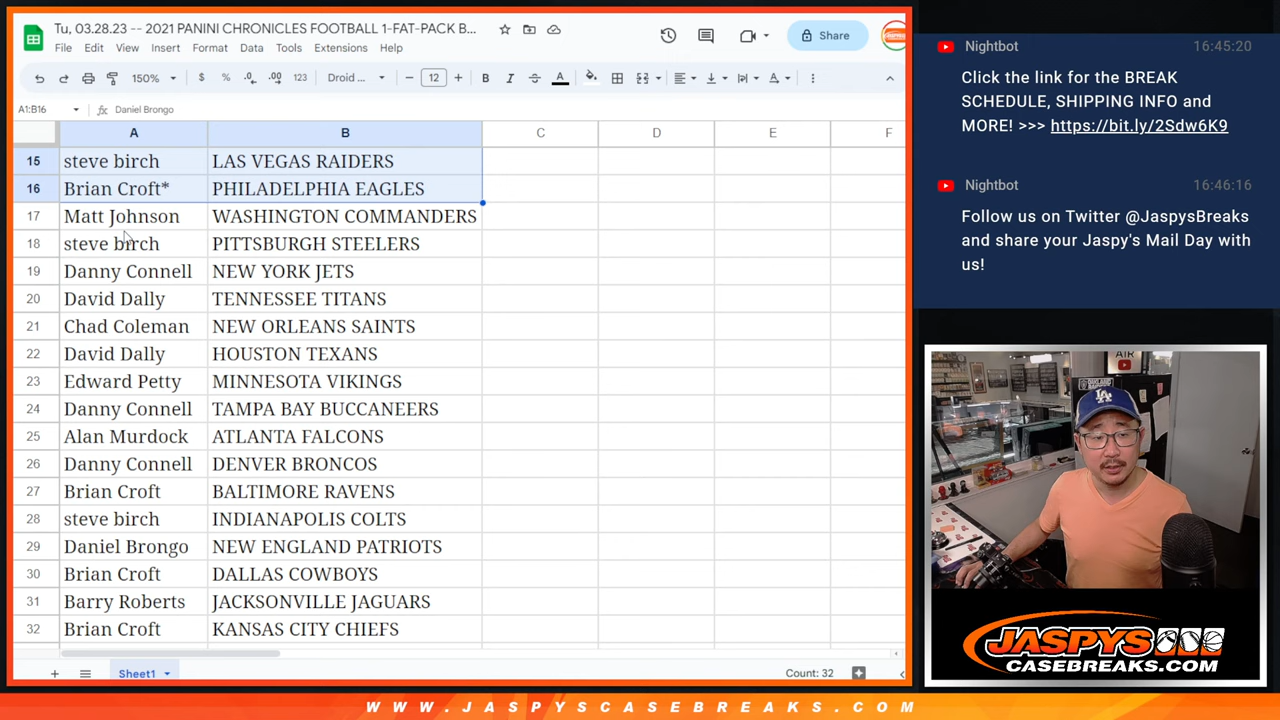 Tu, 03.28.23 -- 2021 PANINI CHRONICLES FOOTBALL 1-FAT-PACK B...
File Edit View Insert Format Data Tools Extensions Help
Share
150% $ % .0 .00 123 Droid ... − 12 + B I A
A1:B16 fx Daniel Brongo
A B C D E F
15 steve birch LAS VEGAS RAIDERS
16 Brian Croft* PHILADELPHIA EAGLES
17 Matt Johnson WASHINGTON COMMANDERS
18 steve birch PITTSBURGH STEELERS
19 Danny Connell NEW YORK JETS
20 David Dally TENNESSEE TITANS
21 Chad Coleman NEW ORLEANS SAINTS
22 David Dally HOUSTON TEXANS
23 Edward Petty MINNESOTA VIKINGS
24 Danny Connell TAMPA BAY BUCCANEERS
25 Alan Murdock ATLANTA FALCONS
26 Danny Connell DENVER BRONCOS
27 Brian Croft BALTIMORE RAVENS
28 steve birch INDIANAPOLIS COLTS
29 Daniel Brongo NEW ENGLAND PATRIOTS
30 Brian Croft DALLAS COWBOYS
31 Barry Roberts JACKSONVILLE JAGUARS
32 Brian Croft KANSAS CITY CHIEFS
Sheet1
Count: 32
Nightbot 16:45:20
Click the link for the BREAK
SCHEDULE, SHIPPING INFO and
MORE! >>> https://bit.ly/2Sdw6K9
Nightbot 16:46:16
Follow us on Twitter @JaspysBreaks
and share your Jaspy's Mail Day with
us!
AIR
LA
JASPYS
CASEBREAKS.COM
WWW.JASPYSCASEBREAKS.COM